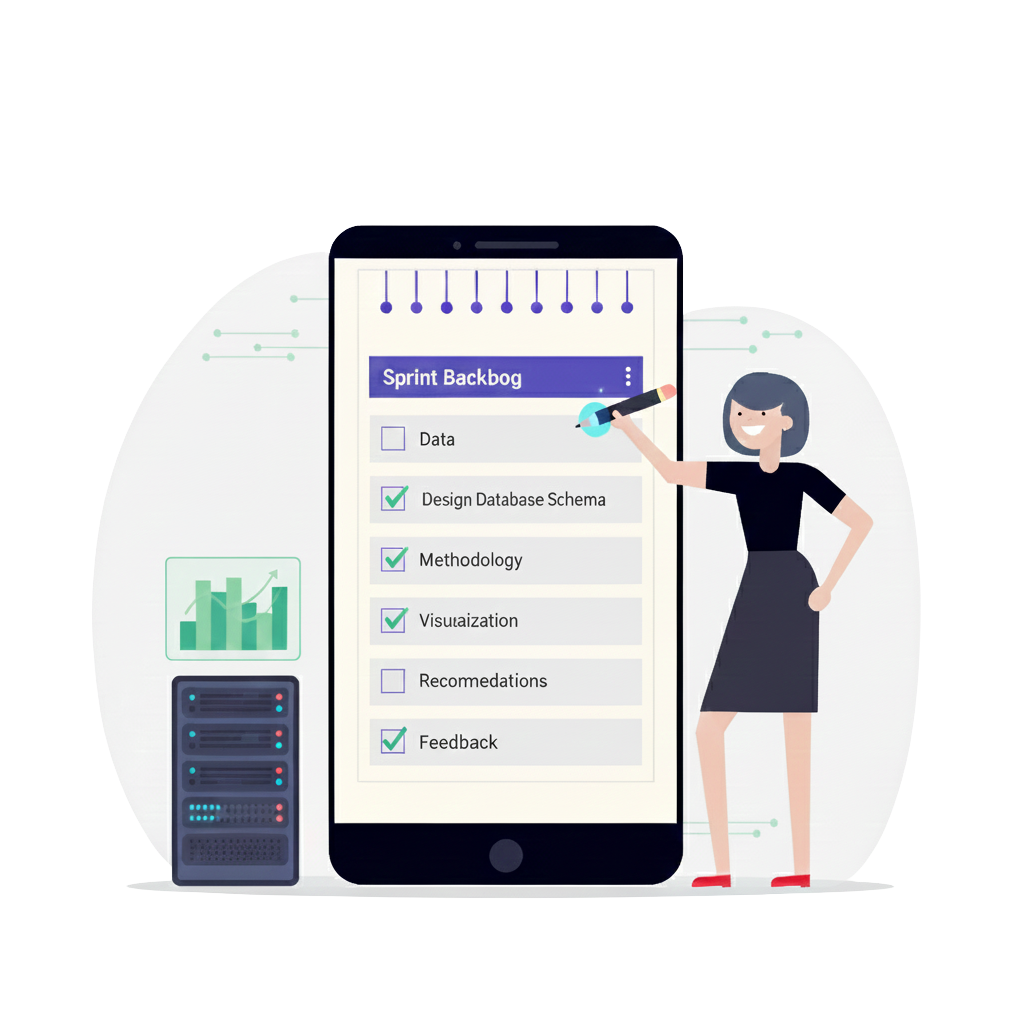 Sprint Backbog
Data
Design Database Schema
Methodology
Visuaization
Recomedations
Feedback